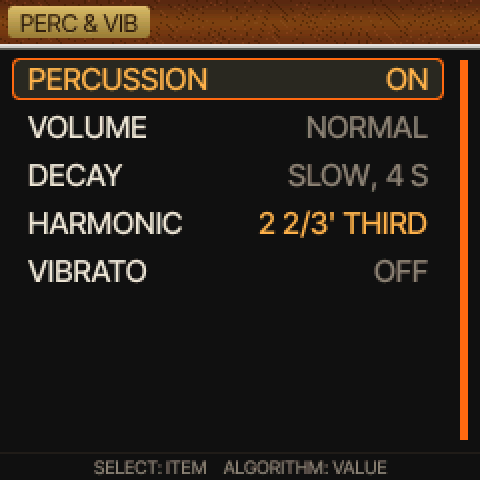 PERC & VIB
PERCUSSION ON
VOLUME NORMAL
DECAY SLOW, 4 S
HARMONIC 2 2/3' THIRD
VIBRATO OFF
SELECT: ITEM ALGORITHM: VALUE